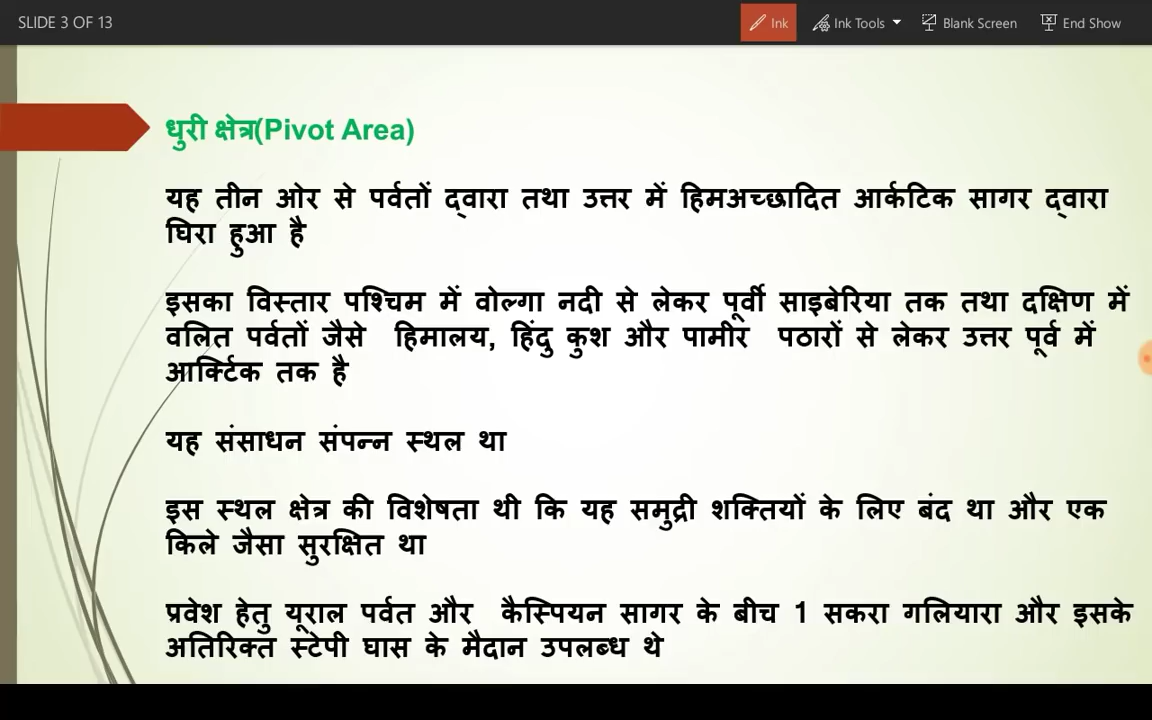 SLIDE 3 OF 13
Ink
Ink Tools
Blank Screen
End Show
धुरी क्षेत्र(Pivot Area)
यह तीन ओर से पर्वतों द्वारा तथा उत्तर में हिमअच्छादित आर्कटिक सागर द्वारा
घिरा हुआ है
इसका विस्तार पश्चिम में वोल्गा नदी से लेकर पूर्वी साइबेरिया तक तथा दक्षिण में
वलित पर्वतों जैसे हिमालय, हिंदु कुश और पामीर पठारों से लेकर उत्तर पूर्व में
आर्क्टिक तक है
यह संसाधन संपन्न स्थल था
इस स्थल क्षेत्र की विशेषता थी कि यह समुद्री शक्तियों के लिए बंद था और एक
किले जैसा सुरक्षित था
प्रवेश हेतु यूराल पर्वत और कैस्पियन सागर के बीच 1 सकरा गलियारा और इसके
अतिरिक्त स्टेपी घास के मैदान उपलब्ध थे